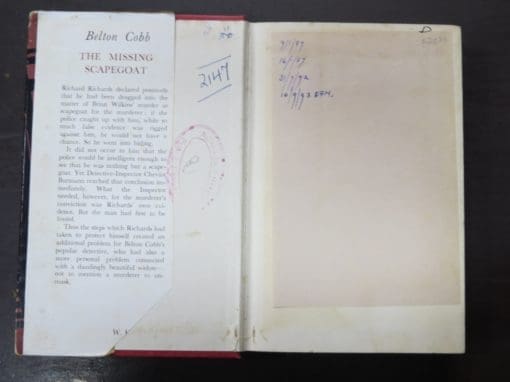 Belton Cobb
THE MISSING
SCAPEGOAT
Richard Richards declared positively
that he had been dragged into the
matter of Brian Wilkins' murder as
scapegoat for the murderer: if the
police caught up with him, while so
much false evidence was rigged
against him, he would not have a
chance. So he went into hiding.
It did not occur to him that the
police would be intelligent enough to
see that he was nothing but a scape-
goat. Yet Detective-Inspector Cheviot
Burmann reached that conclusion im-
mediately. What the Inspector
needed, however, for the murderer's
conviction was Richards' own evi-
dence. But the man had first to be
found.
Thus the steps which Richards had
taken to protect himself created an
additional problem for Belton Cobb's
popular detective, who had also a
more personal problem connected
with a dazzlingly beautiful widow—
not to mention a murderer to un-
mask.
2147
D